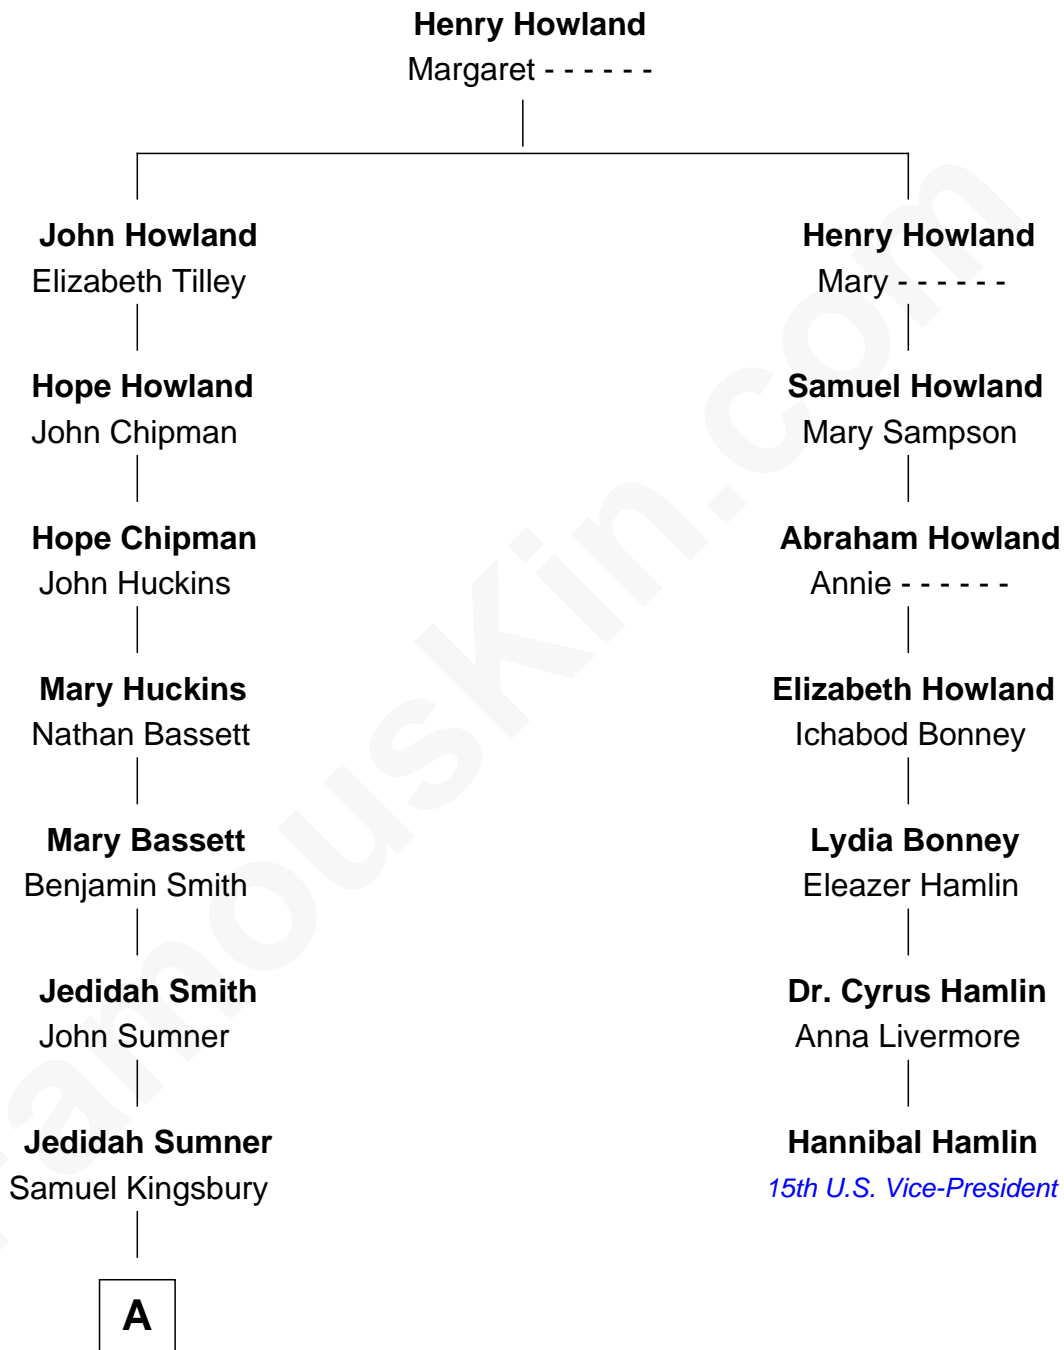 Henry Howland
Margaret - - - - - -
John Howland
Elizabeth Tilley
Henry Howland
Mary - - - - - -
Hope Howland
John Chipman
Samuel Howland
Mary Sampson
Hope Chipman
John Huckins
Abraham Howland
Annie - - - - - -
Mary Huckins
Nathan Bassett
Elizabeth Howland
Ichabod Bonney
Mary Bassett
Benjamin Smith
Lydia Bonney
Eleazer Hamlin
Jedidah Smith
John Sumner
Dr. Cyrus Hamlin
Anna Livermore
Jedidah Sumner
Samuel Kingsbury
Hannibal Hamlin
15th U.S. Vice-President
A
FamousKin.com